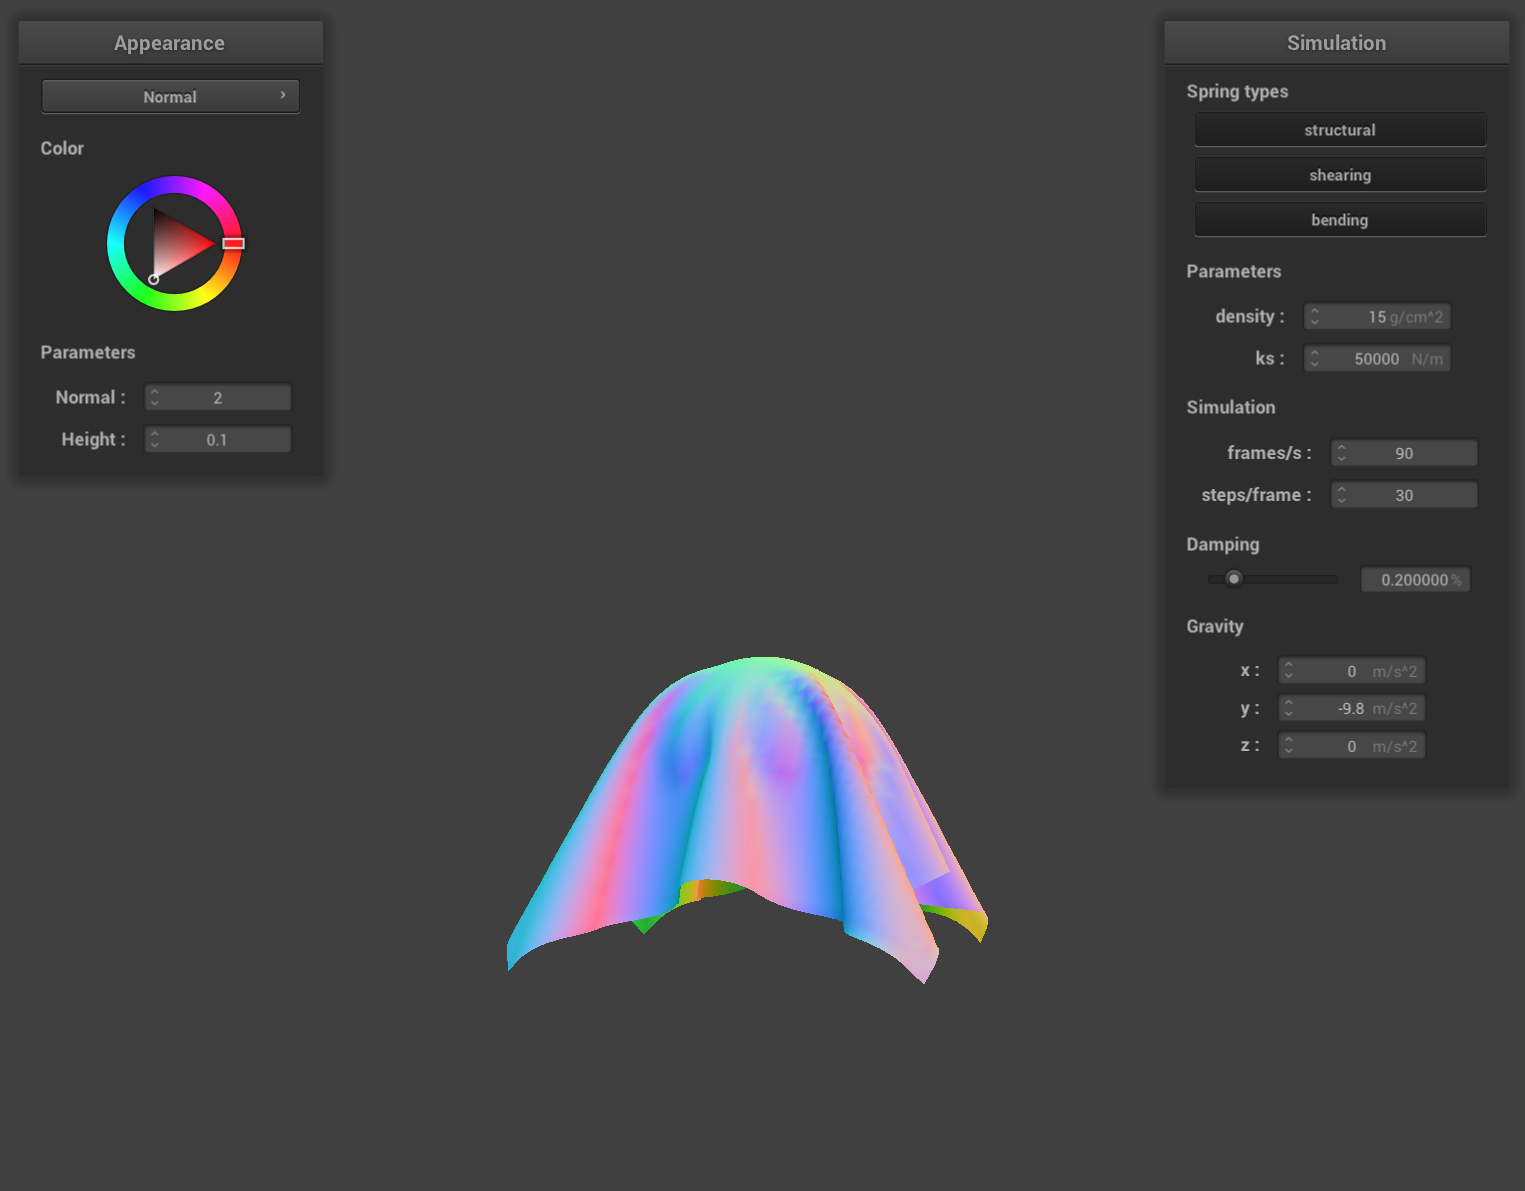 Appearance
Normal
Color
Parameters
Normal : 2
Height : 0.1
Simulation
Spring types
structural
shearing
bending
Parameters
density : 15 g/cm^2
ks : 50000 N/m
Simulation
frames/s : 90
steps/frame : 30
Damping
0.200000 %
Gravity
x : 0 m/s^2
y : -9.8 m/s^2
z : 0 m/s^2